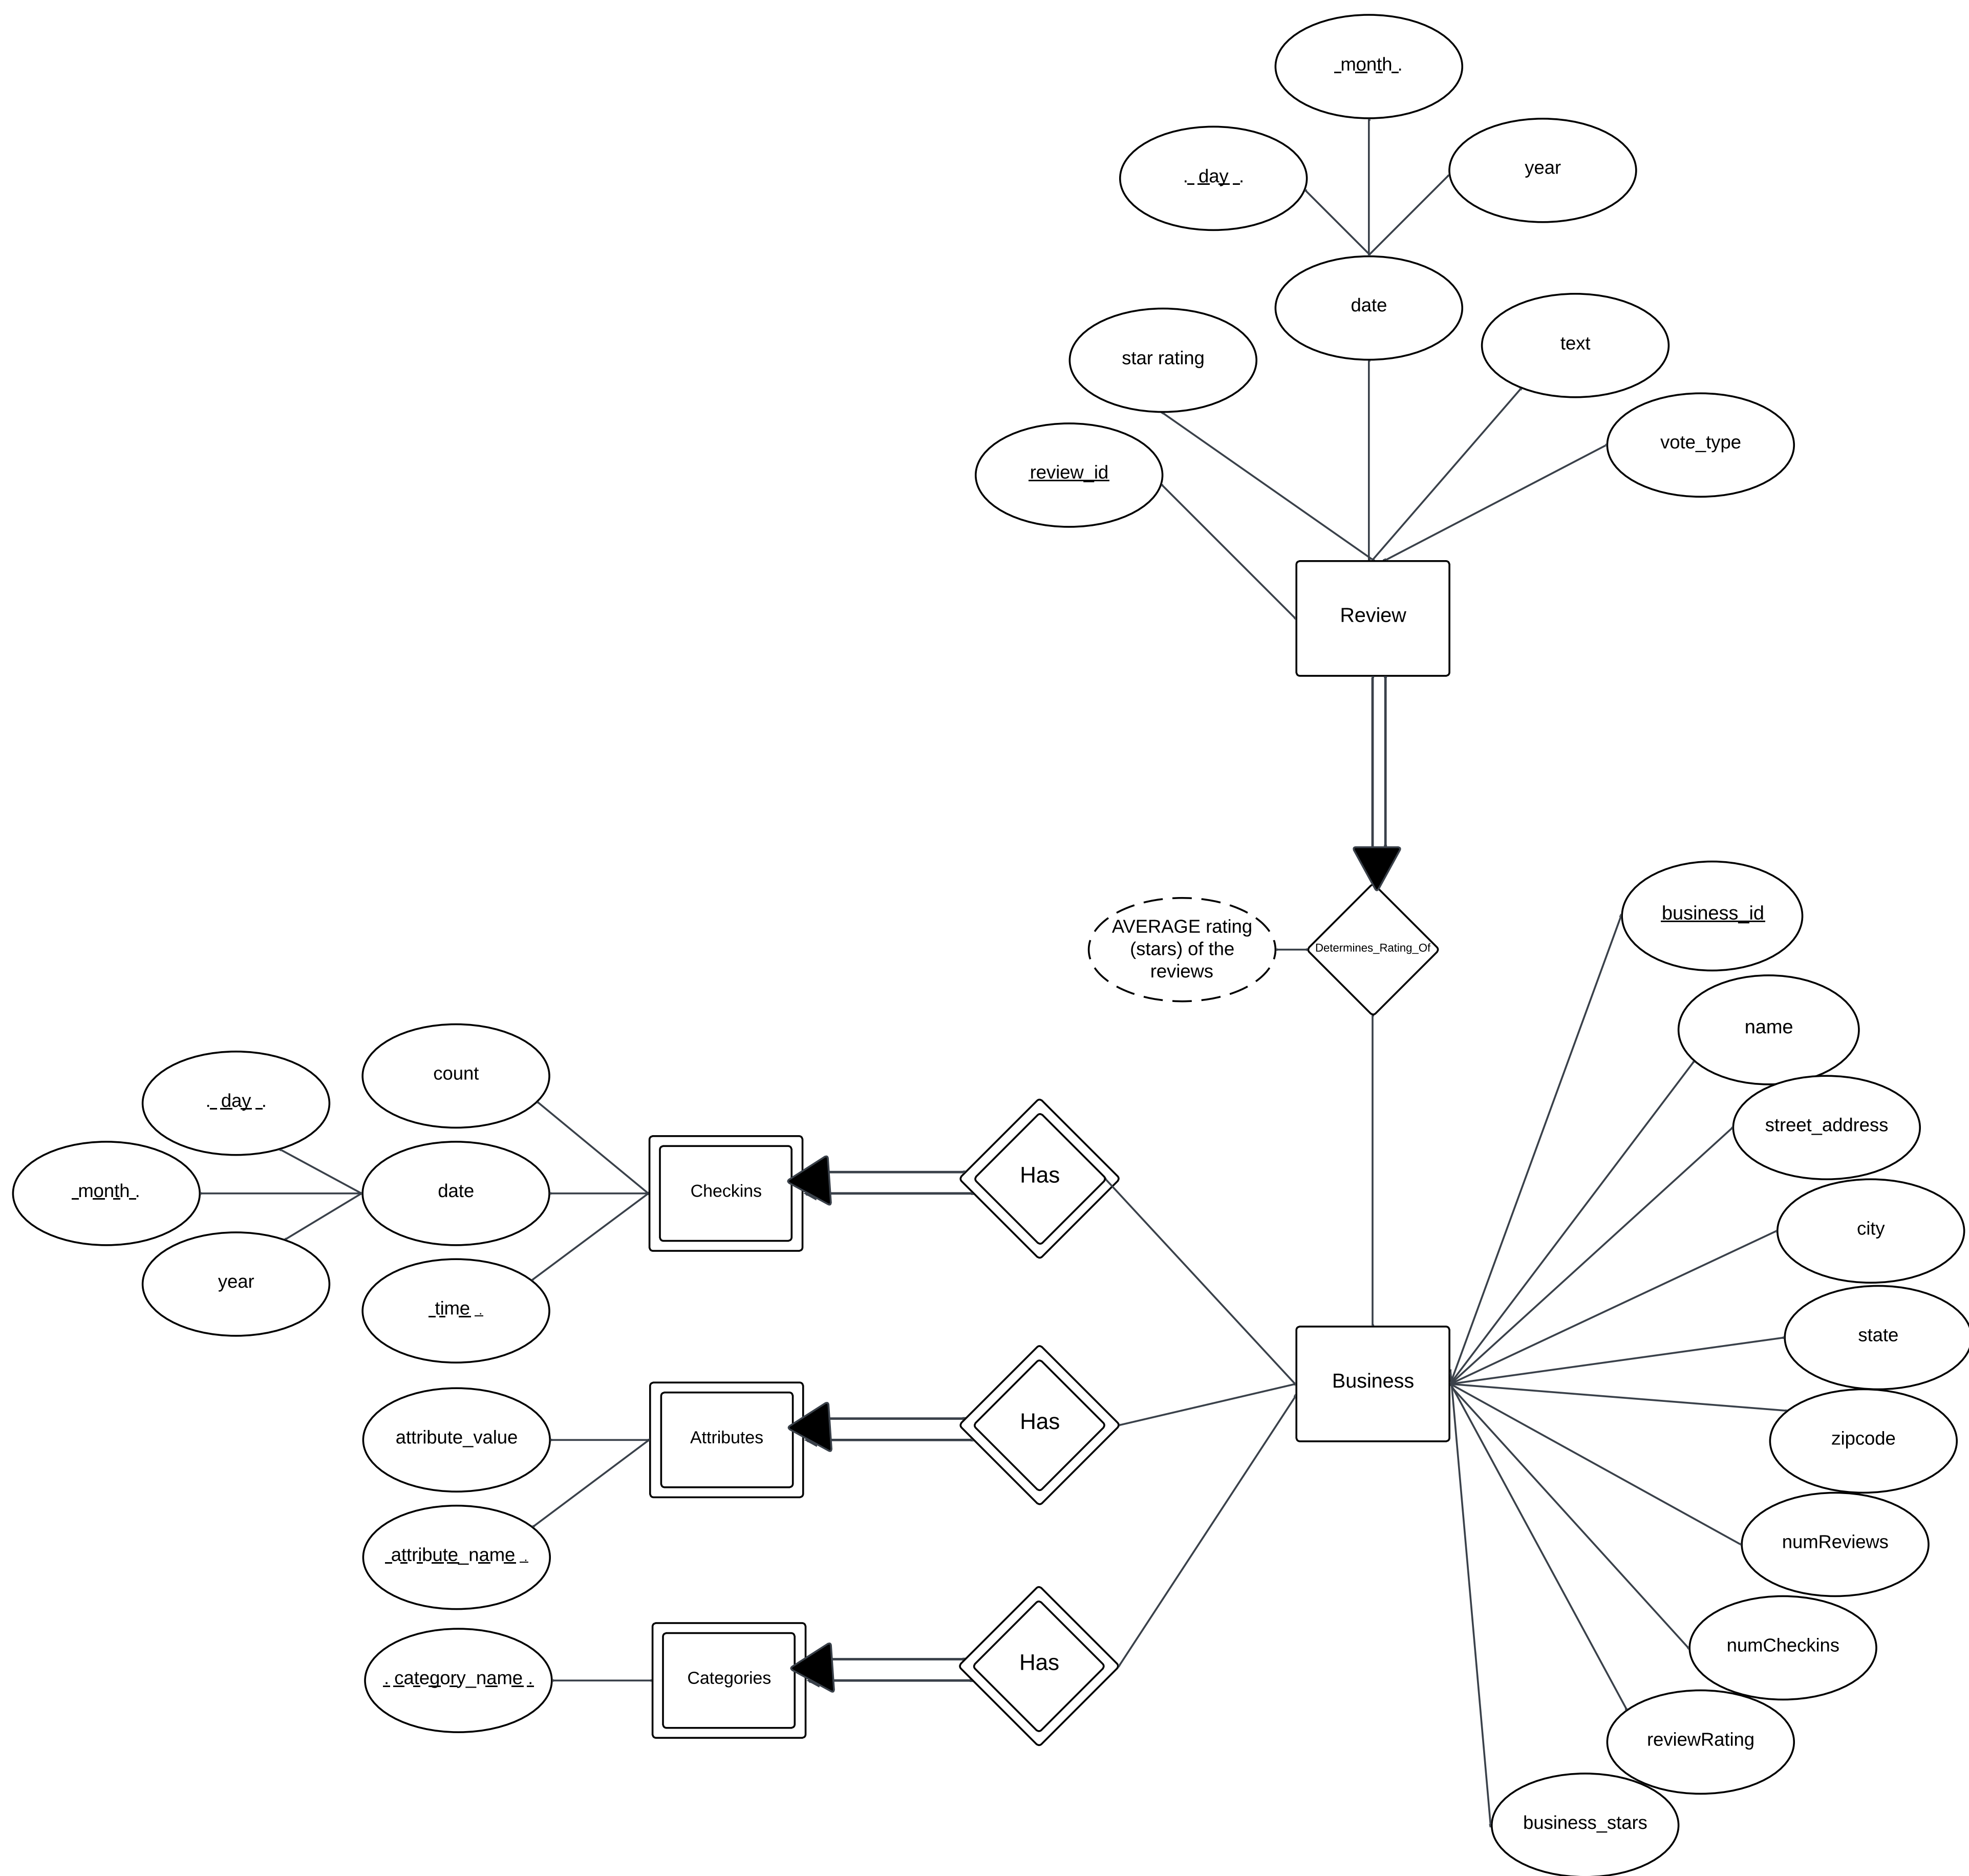 month .
. day .
year
date
text
star rating
vote_type
review_id
Review
business_id
AVERAGE rating
(stars) of the
reviews
Determines_Rating_Of
name
count
. day .
street_address
Has
month .
date
Checkins
city
year
time .
state
Business
Has
attribute_value
Attributes
zipcode
numReviews
attribute_name .
numCheckins
Has
. category_name .
Categories
reviewRating
business_stars